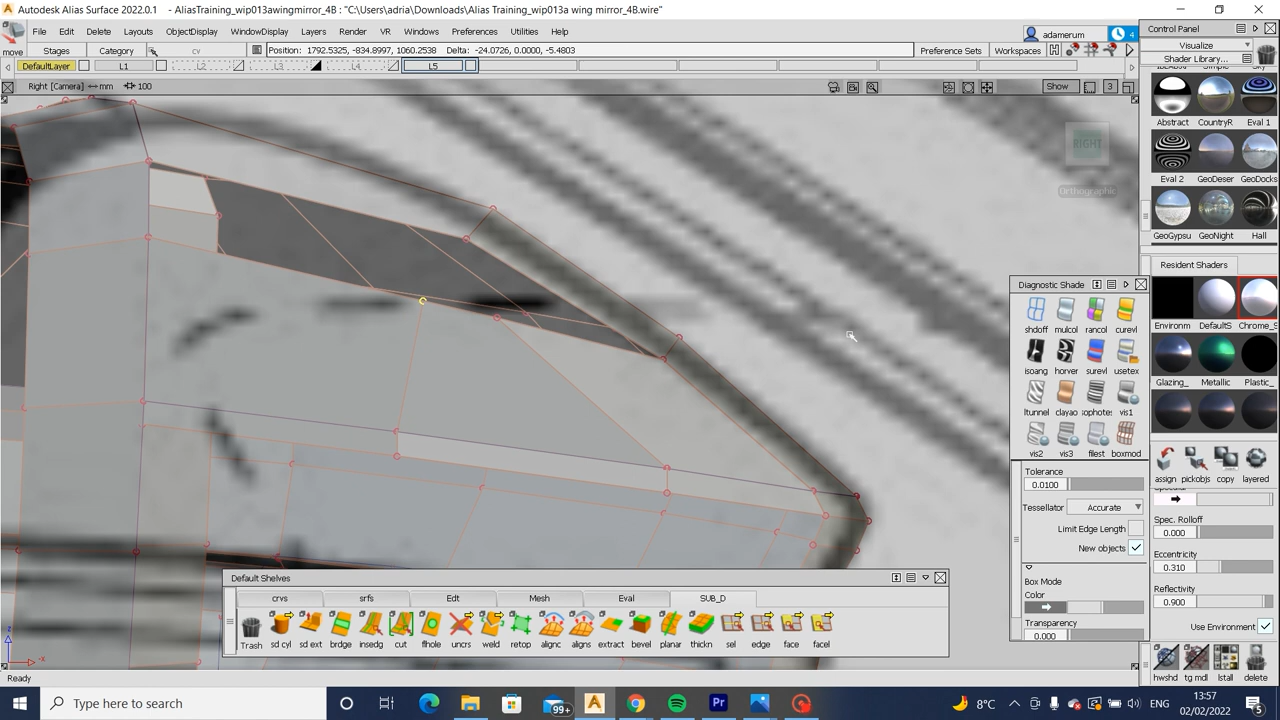 Autodesk Alias Surface 2022.0.1 - AliasTraining_wip013awingmirror_4B: "C:\Users\adria\Downloads\Alias Training_wip013a wing mirror_4B.wire"
File Edit Delete Layouts ObjectDisplay WindowDisplay Layers Render VR Windows Preferences Utilities Help
adamerum 4
move Stages Category cv Position: 1792.5325, -834.8997, 1060.2538 Delta: -24.0726, 0.0000, -5.4803 Preference Sets Workspaces
DefaultLayer L1 L2 L3 L4 L5
Right [Camera] mm 100 Show 3
RIGHT
Orthographic
Control Panel
Visualize
Shader Library...
Abstract CountryR Eval 1
Eval 2 GeoDeser GeoDocks
GeoGypsu GeoNight Hall
Resident Shaders
Environm DefaultS Chrome_S
Glazing_ Metallic Plastic_
assign pickobjs copy layered
Spec. Rolloff
0.000
Eccentricity
0.310
Reflectivity
0.900
Use Environment
hwshd tg mdl lstall delete
Diagnostic Shade
shdoff mulcol rancol curevl
isoang horver surevl usetex
ltunnel clayao isophotes vis1
vis2 vis3 filest boxmod
Tolerance
0.0100
Tessellator Accurate
Limit Edge Length
New objects
Box Mode
Color
Transparency
0.000
Default Shelves
crvs srfs Edt Mesh Eval SUB_D
Trash sd cyl sd ext brdge insedg cut flhole uncrs weld retop alignc aligns extract bevel planar thickn sel edge face facel
z
-x
Ready
Type here to search
99+
8°C ENG
13:57
02/02/2022